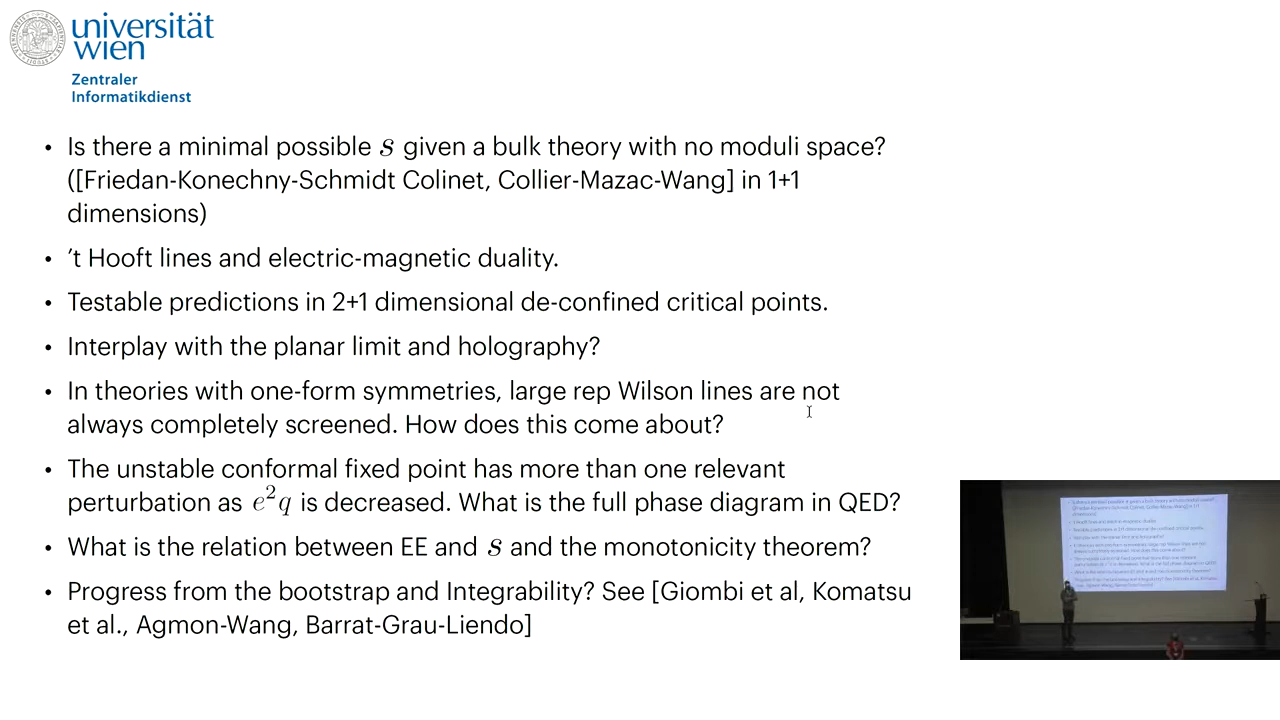 universität
wien
Zentraler
Informatikdienst
• Is there a minimal possible s given a bulk theory with no moduli space?
([Friedan-Konechny-Schmidt Colinet, Collier-Mazac-Wang] in 1+1
dimensions)
• ’t Hooft lines and electric-magnetic duality.
• Testable predictions in 2+1 dimensional de-confined critical points.
• Interplay with the planar limit and holography?
• In theories with one-form symmetries, large rep Wilson lines are not
always completely screened. How does this come about?
• The unstable conformal fixed point has more than one relevant
perturbation as e²q is decreased. What is the full phase diagram in QED?
• What is the relation between EE and s and the monotonicity theorem?
• Progress from the bootstrap and Integrability? See [Giombi et al, Komatsu
et al., Agmon-Wang, Barrat-Grau-Liendo]